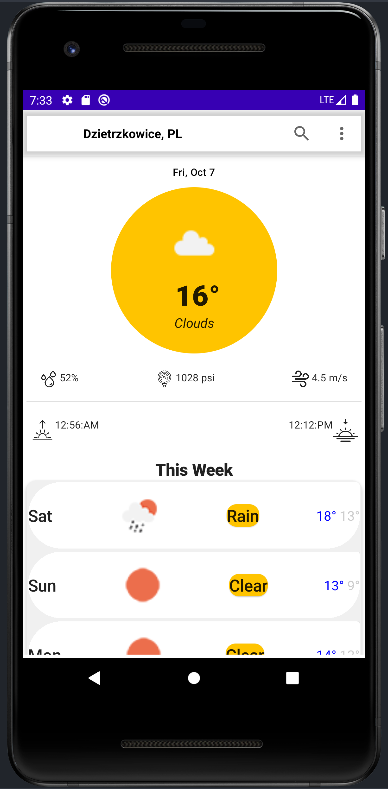 7:33 LTE
Dzietrzkowice, PL
Fri, Oct 7
16°
Clouds
52% 1028 psi 4.5 m/s
12:56:AM 12:12:PM
This Week
Sat Rain 18° 13°
Sun Clear 13° 9°
Mon Clear 14° 12°